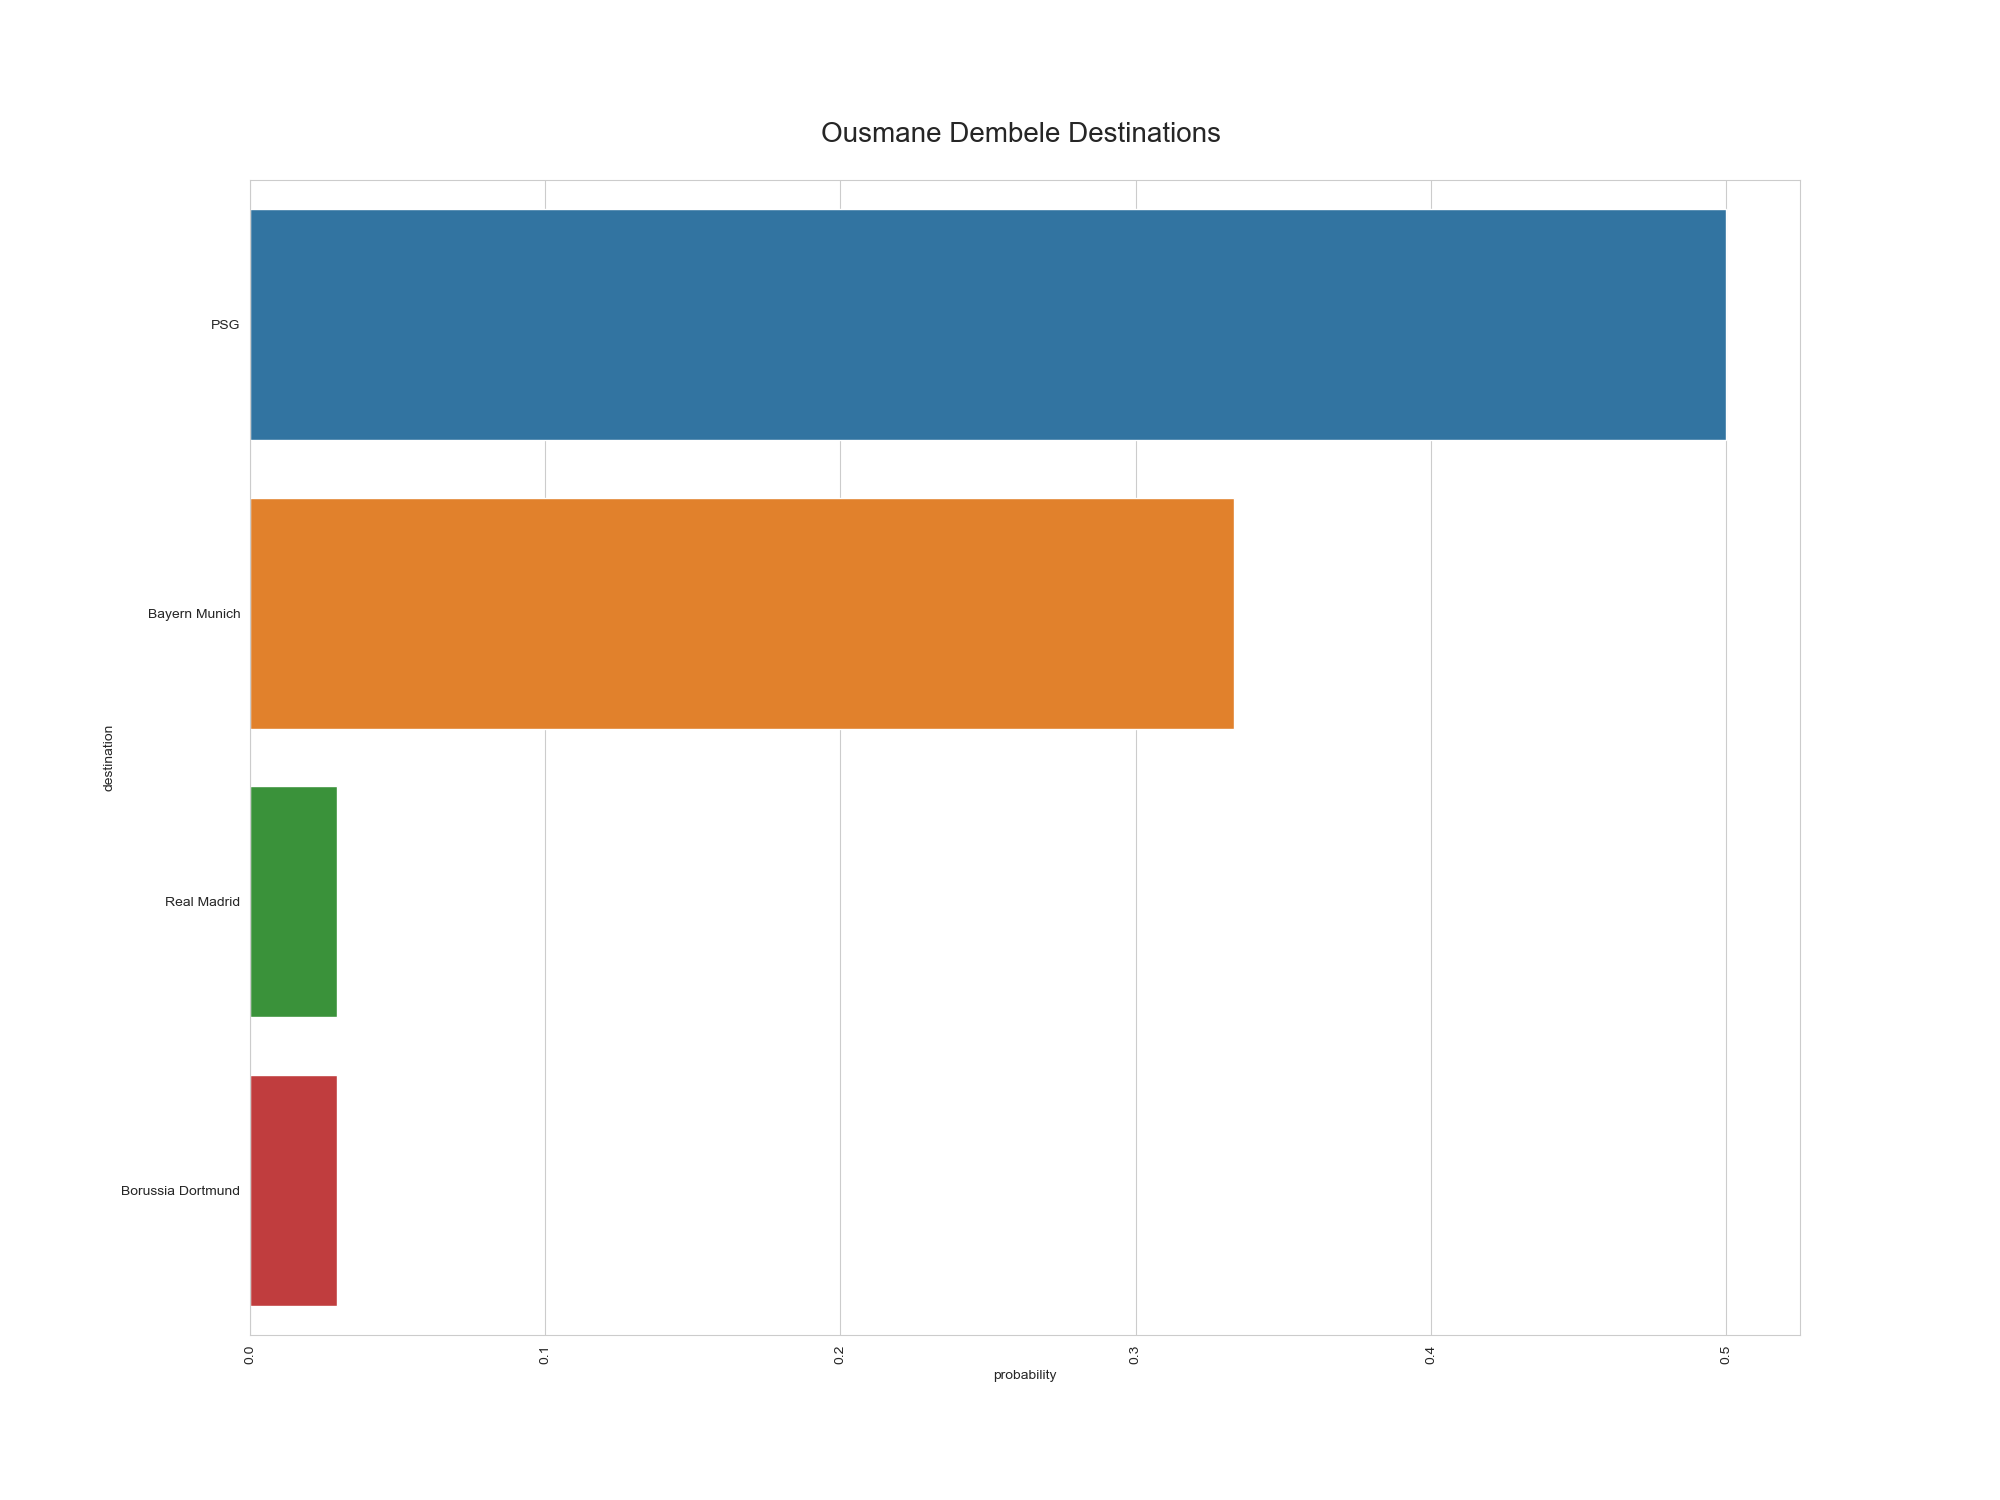 Ousmane Dembele Destinations
PSG
Bayern Munich
Real Madrid
Borussia Dortmund
destination
0.0
0.1
0.2
0.3
0.4
0.5
probability